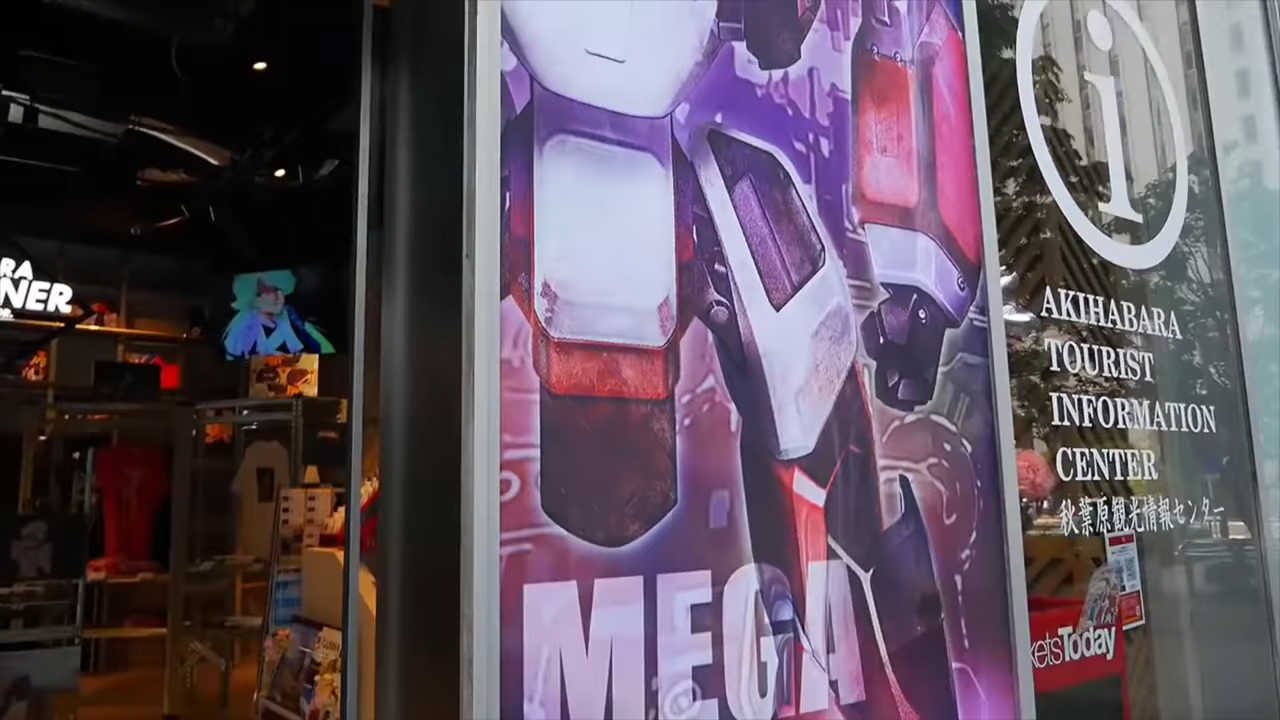 RA
NER
MEGA
i
AKIHABARA
TOURIST
INFORMATION
CENTER
秋葉原観光情報センター
ketsToday